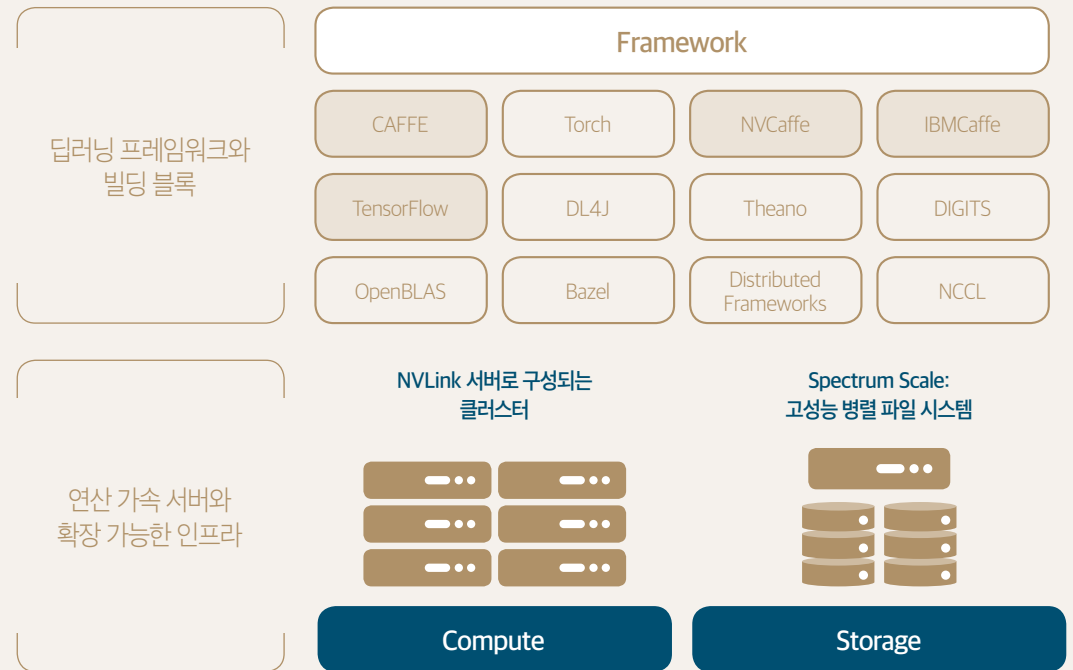 Framework
딥러닝 프레임워크와
빌딩 블록
CAFFE
Torch
NVCaffe
IBMCaffe
TensorFlow
DL4J
Theano
DIGITS
OpenBLAS
Bazel
Distributed
Frameworks
NCCL
연산 가속 서버와
확장 가능한 인프라
NVLink 서버로 구성되는
클러스터
Spectrum Scale:
고성능 병렬 파일 시스템
Compute
Storage